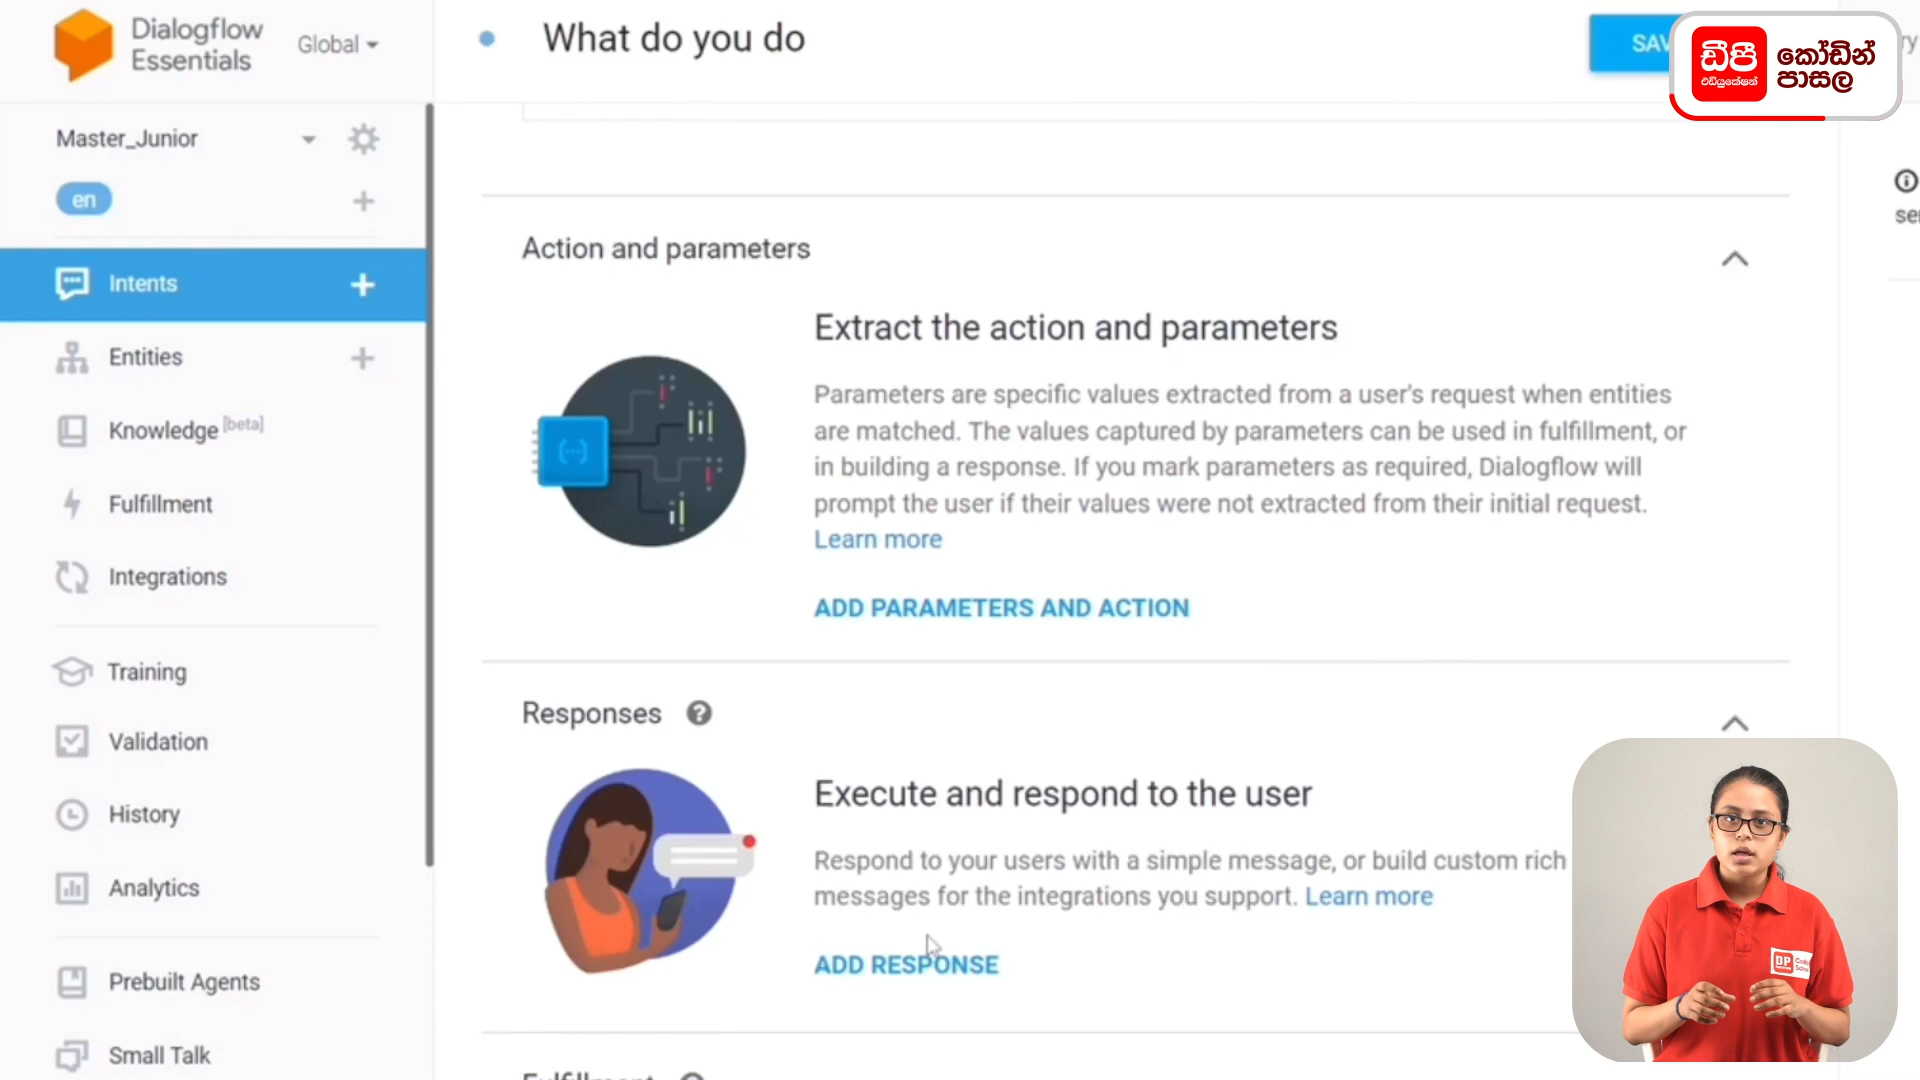 Dialogflow
Essentials
Global
What do you do
ඩීපී
එඩියුකේෂන්
කෝඩින්
පාසල
Master_Junior
en
Intents
Entities
Knowledge [beta]
Fulfillment
Integrations
Training
Validation
History
Analytics
Prebuilt Agents
Small Talk
Action and parameters
Extract the action and parameters
Parameters are specific values extracted from a user's request when entities
are matched. The values captured by parameters can be used in fulfillment, or
in building a response. If you mark parameters as required, Dialogflow will
prompt the user if their values were not extracted from their initial request.
Learn more
ADD PARAMETERS AND ACTION
Responses
Execute and respond to the user
Respond to your users with a simple message, or build custom rich
messages for the integrations you support. Learn more
ADD RESPONSE
DP